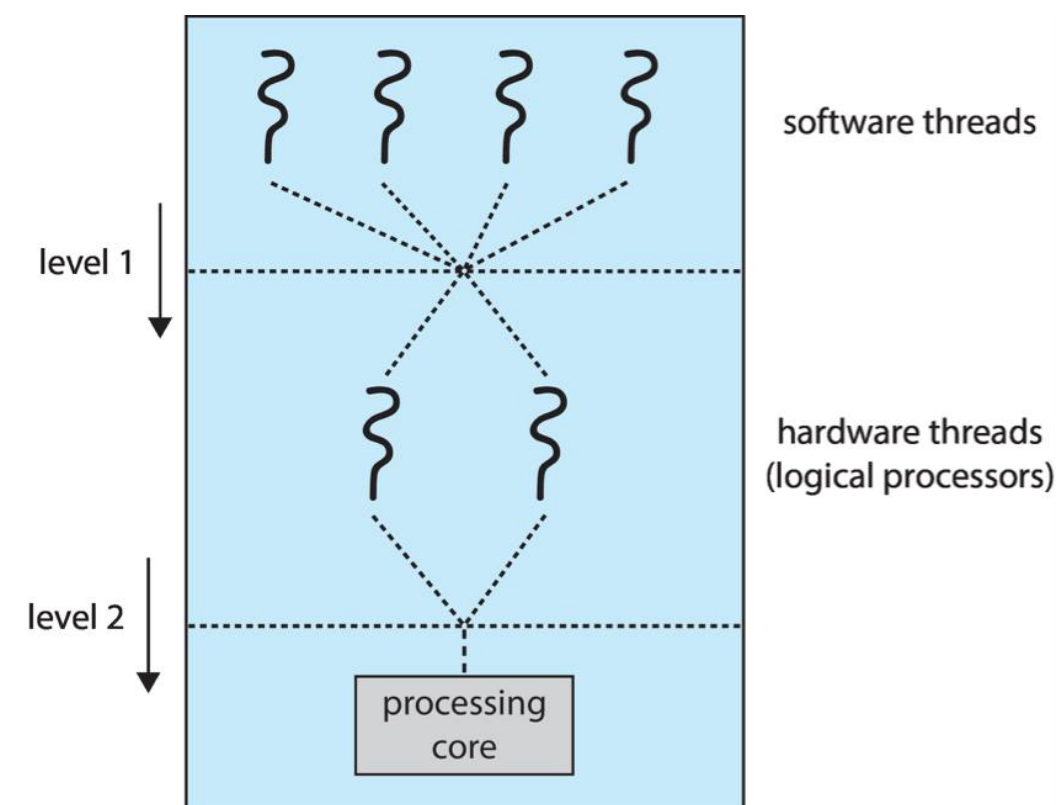 software threads
level 1
hardware threads
(logical processors)
level 2
processing
core